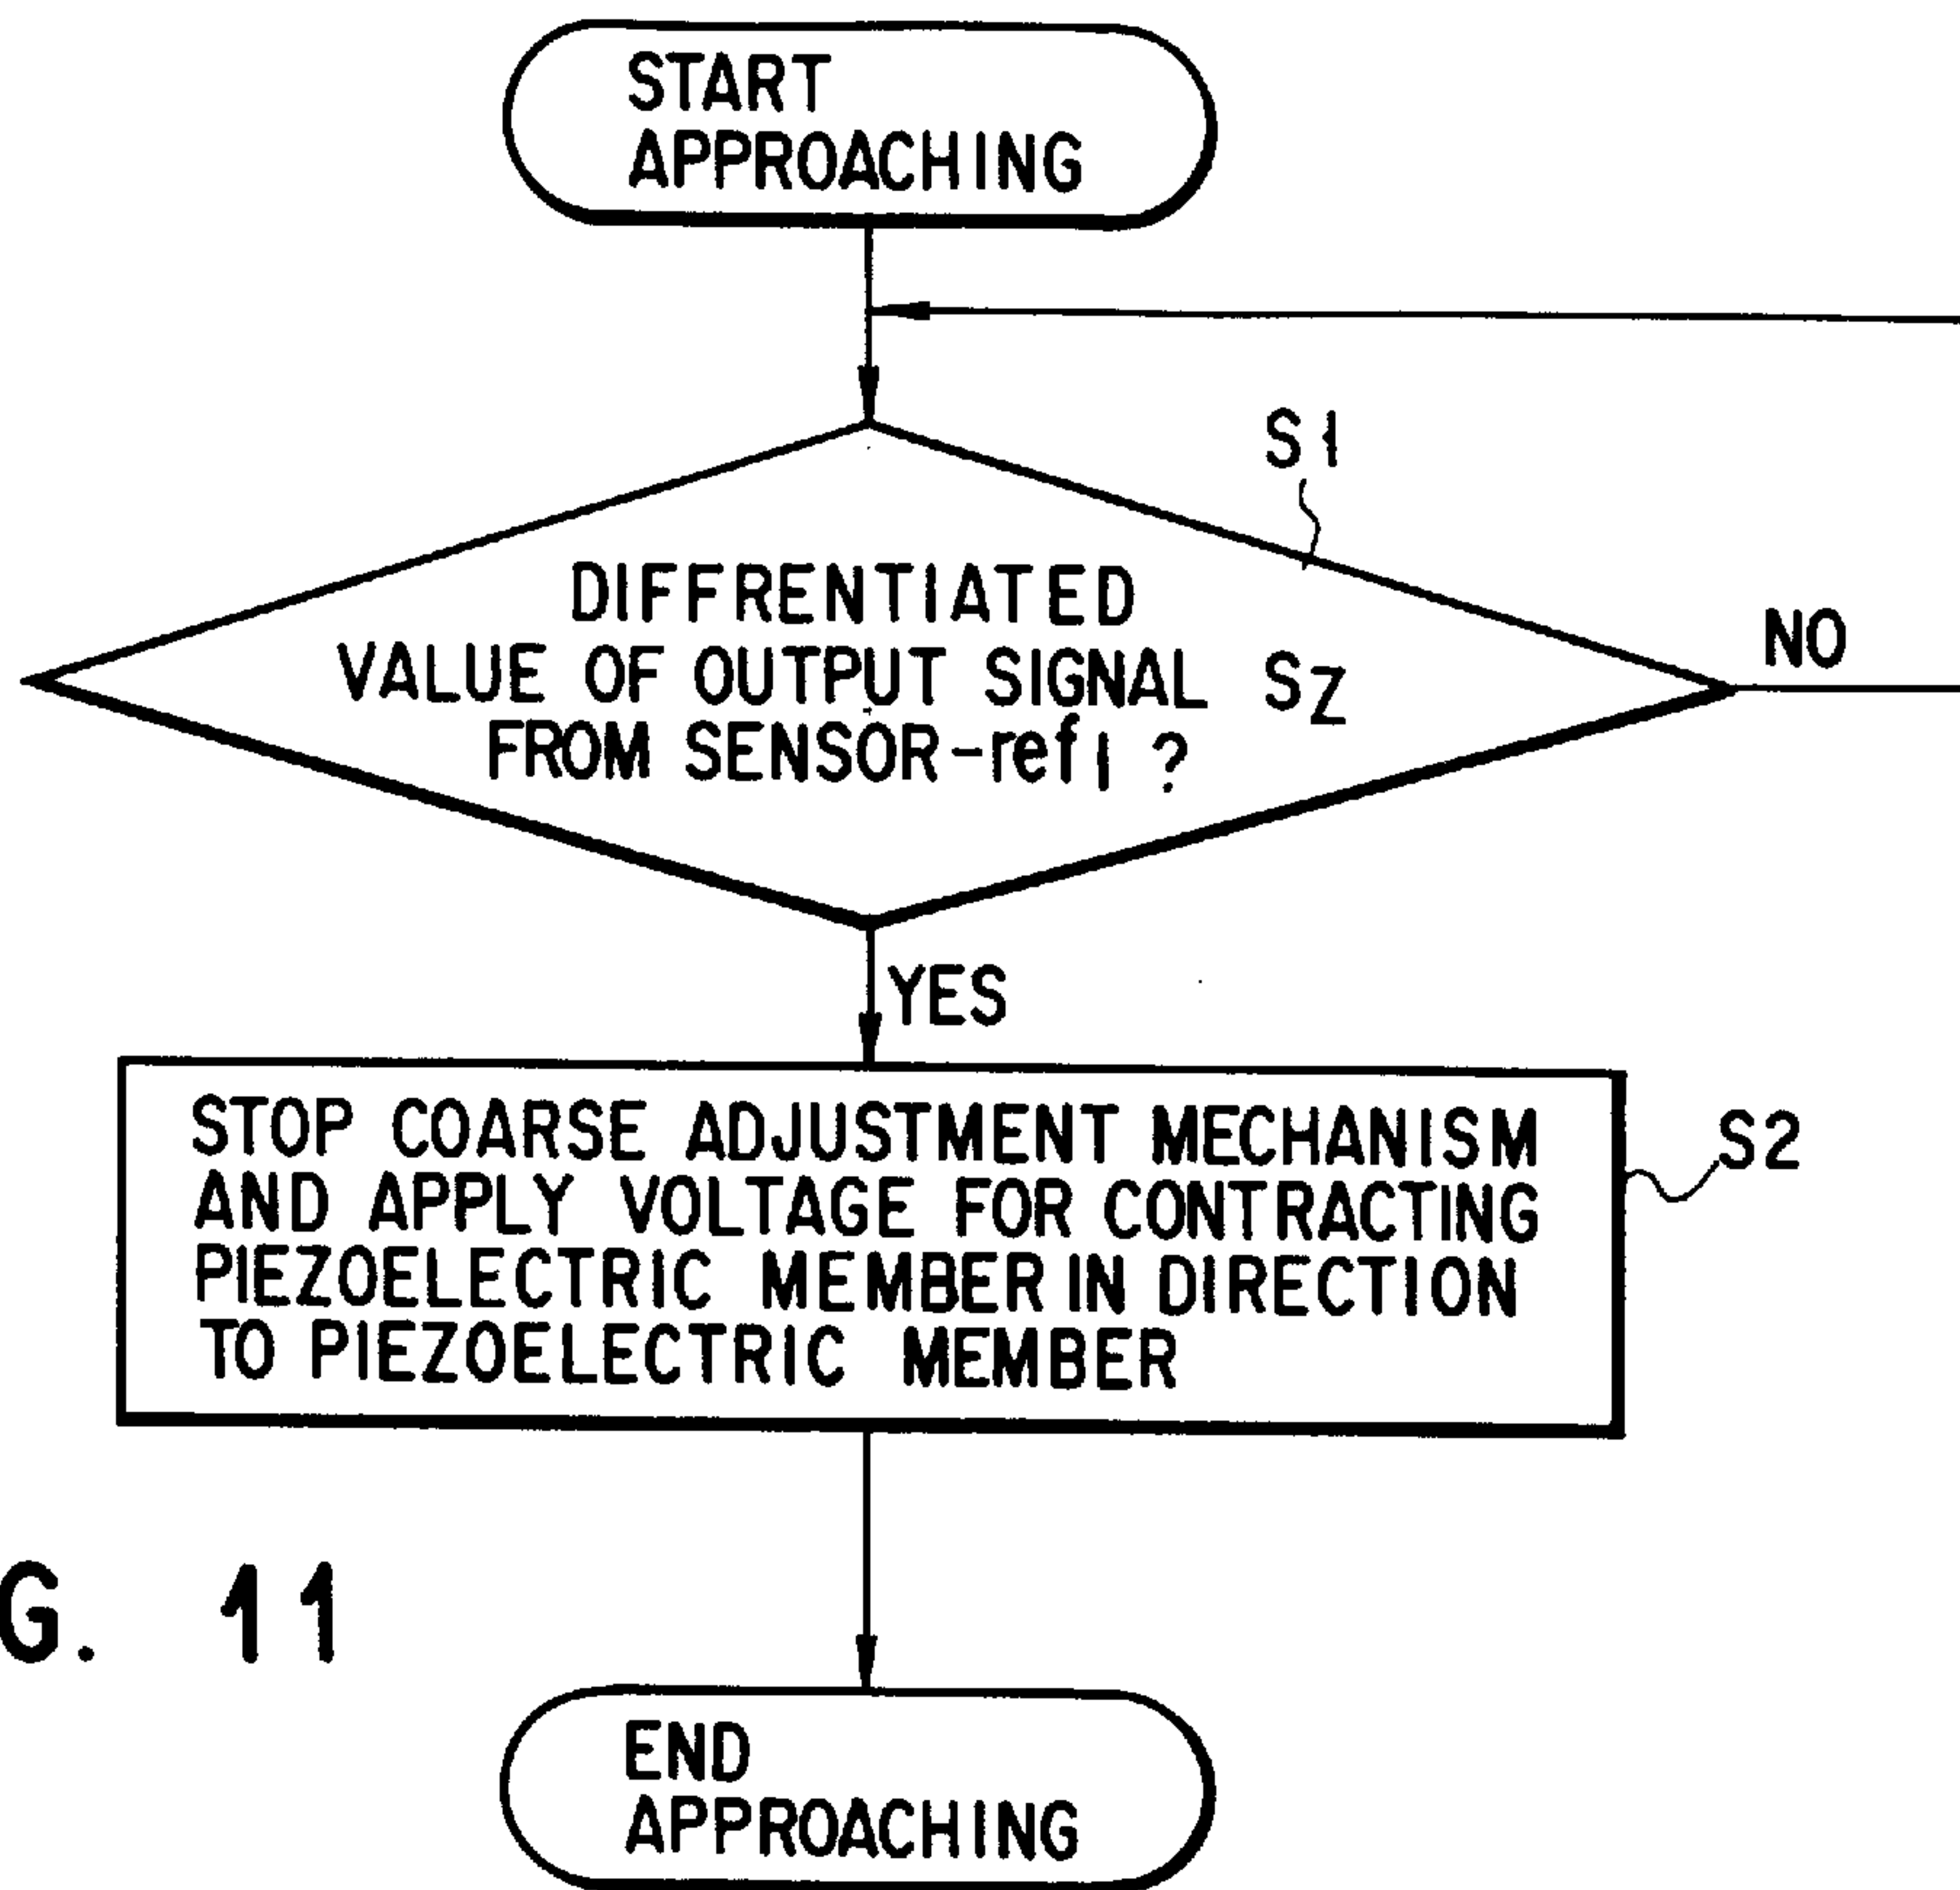 START
APPROACHING
S1
DIFFRENTIATED
VALUE OF OUTPUT SIGNAL SZ
FROM SENSOR-ref1 ?
NO
YES
STOP COARSE ADJUSTMENT MECHANISM
AND APPLY VOLTAGE FOR CONTRACTING
PIEZOELECTRIC MEMBER IN DIRECTION
TO PIEZOELECTRIC MEMBER
S2
G. 11
END
APPROACHING